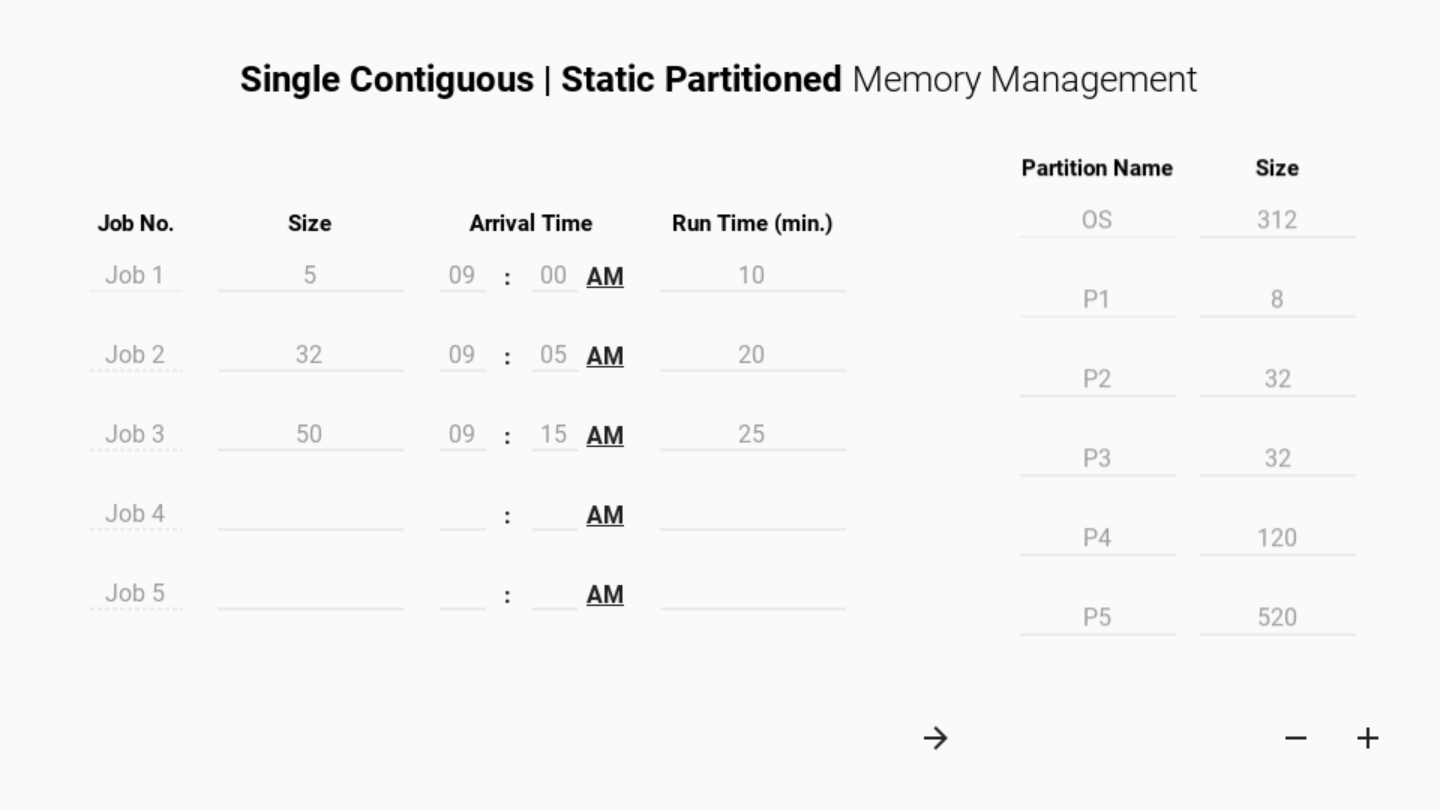 Single Contiguous | Static Partitioned Memory Management
Partition Name Size
Job No. Size Arrival Time Run Time (min.)
OS 312
Job 1 5 09 : 00 AM 10
P1 8
Job 2 32 09 : 05 AM 20
P2 32
Job 3 50 09 : 15 AM 25
P3 32
Job 4 : AM
P4 120
Job 5 : AM
P5 520